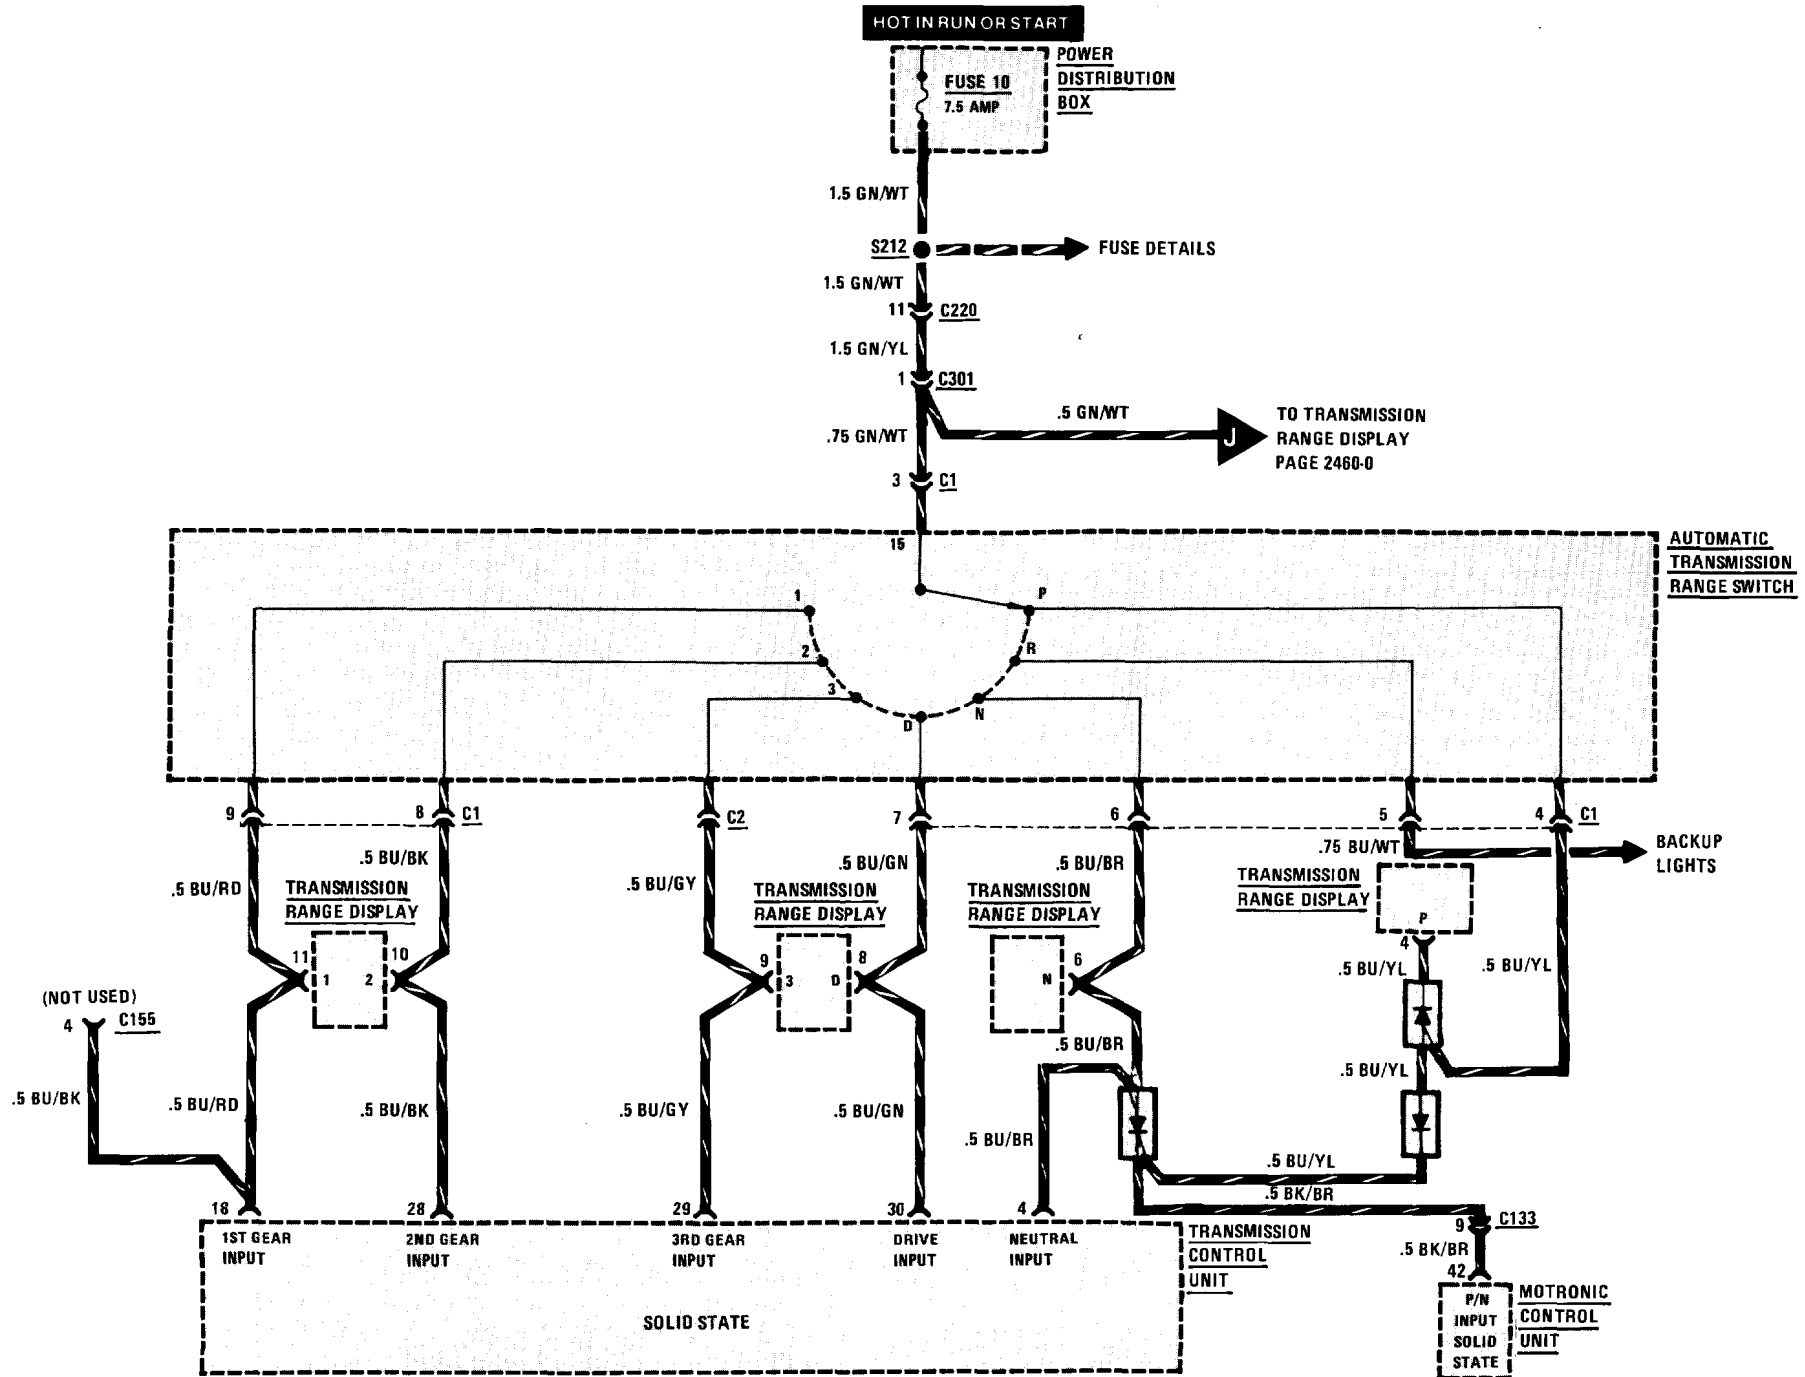 HOT IN RUN OR START
POWER
DISTRIBUTION
BOX
FUSE 10
7.5 AMP
1.5 GN/WT
S212
FUSE DETAILS
1.5 GN/WT
11
C220
1.5 GN/YL
1
C301
.5 GN/WT
J
TO TRANSMISSION
RANGE DISPLAY
PAGE 2460-0
.75 GN/WT
3
C1
15
AUTOMATIC
TRANSMISSION
RANGE SWITCH
1
P
2
R
3
N
D
9
8
C1
C2
7
6
5
4
C1
.5 BU/RD
.5 BU/BK
.5 BU/GY
.5 BU/GN
.5 BU/BR
.75 BU/WT
BACKUP
LIGHTS
TRANSMISSION
RANGE DISPLAY
TRANSMISSION
RANGE DISPLAY
TRANSMISSION
RANGE DISPLAY
TRANSMISSION
RANGE DISPLAY
P
4
11
1
2
10
9
3
D
8
N
6
.5 BU/YL
.5 BU/YL
(NOT USED)
4
C155
.5 BU/BK
.5 BU/RD
.5 BU/BK
.5 BU/GY
.5 BU/GN
.5 BU/BR
.5 BU/BR
.5 BU/YL
.5 BU/YL
.5 BK/BR
18
28
29
30
4
1ST GEAR
INPUT
2ND GEAR
INPUT
3RD GEAR
INPUT
DRIVE
INPUT
NEUTRAL
INPUT
TRANSMISSION
CONTROL
UNIT
SOLID STATE
9
C133
.5 BK/BR
42
P/N
INPUT
SOLID
STATE
MOTRONIC
CONTROL
UNIT